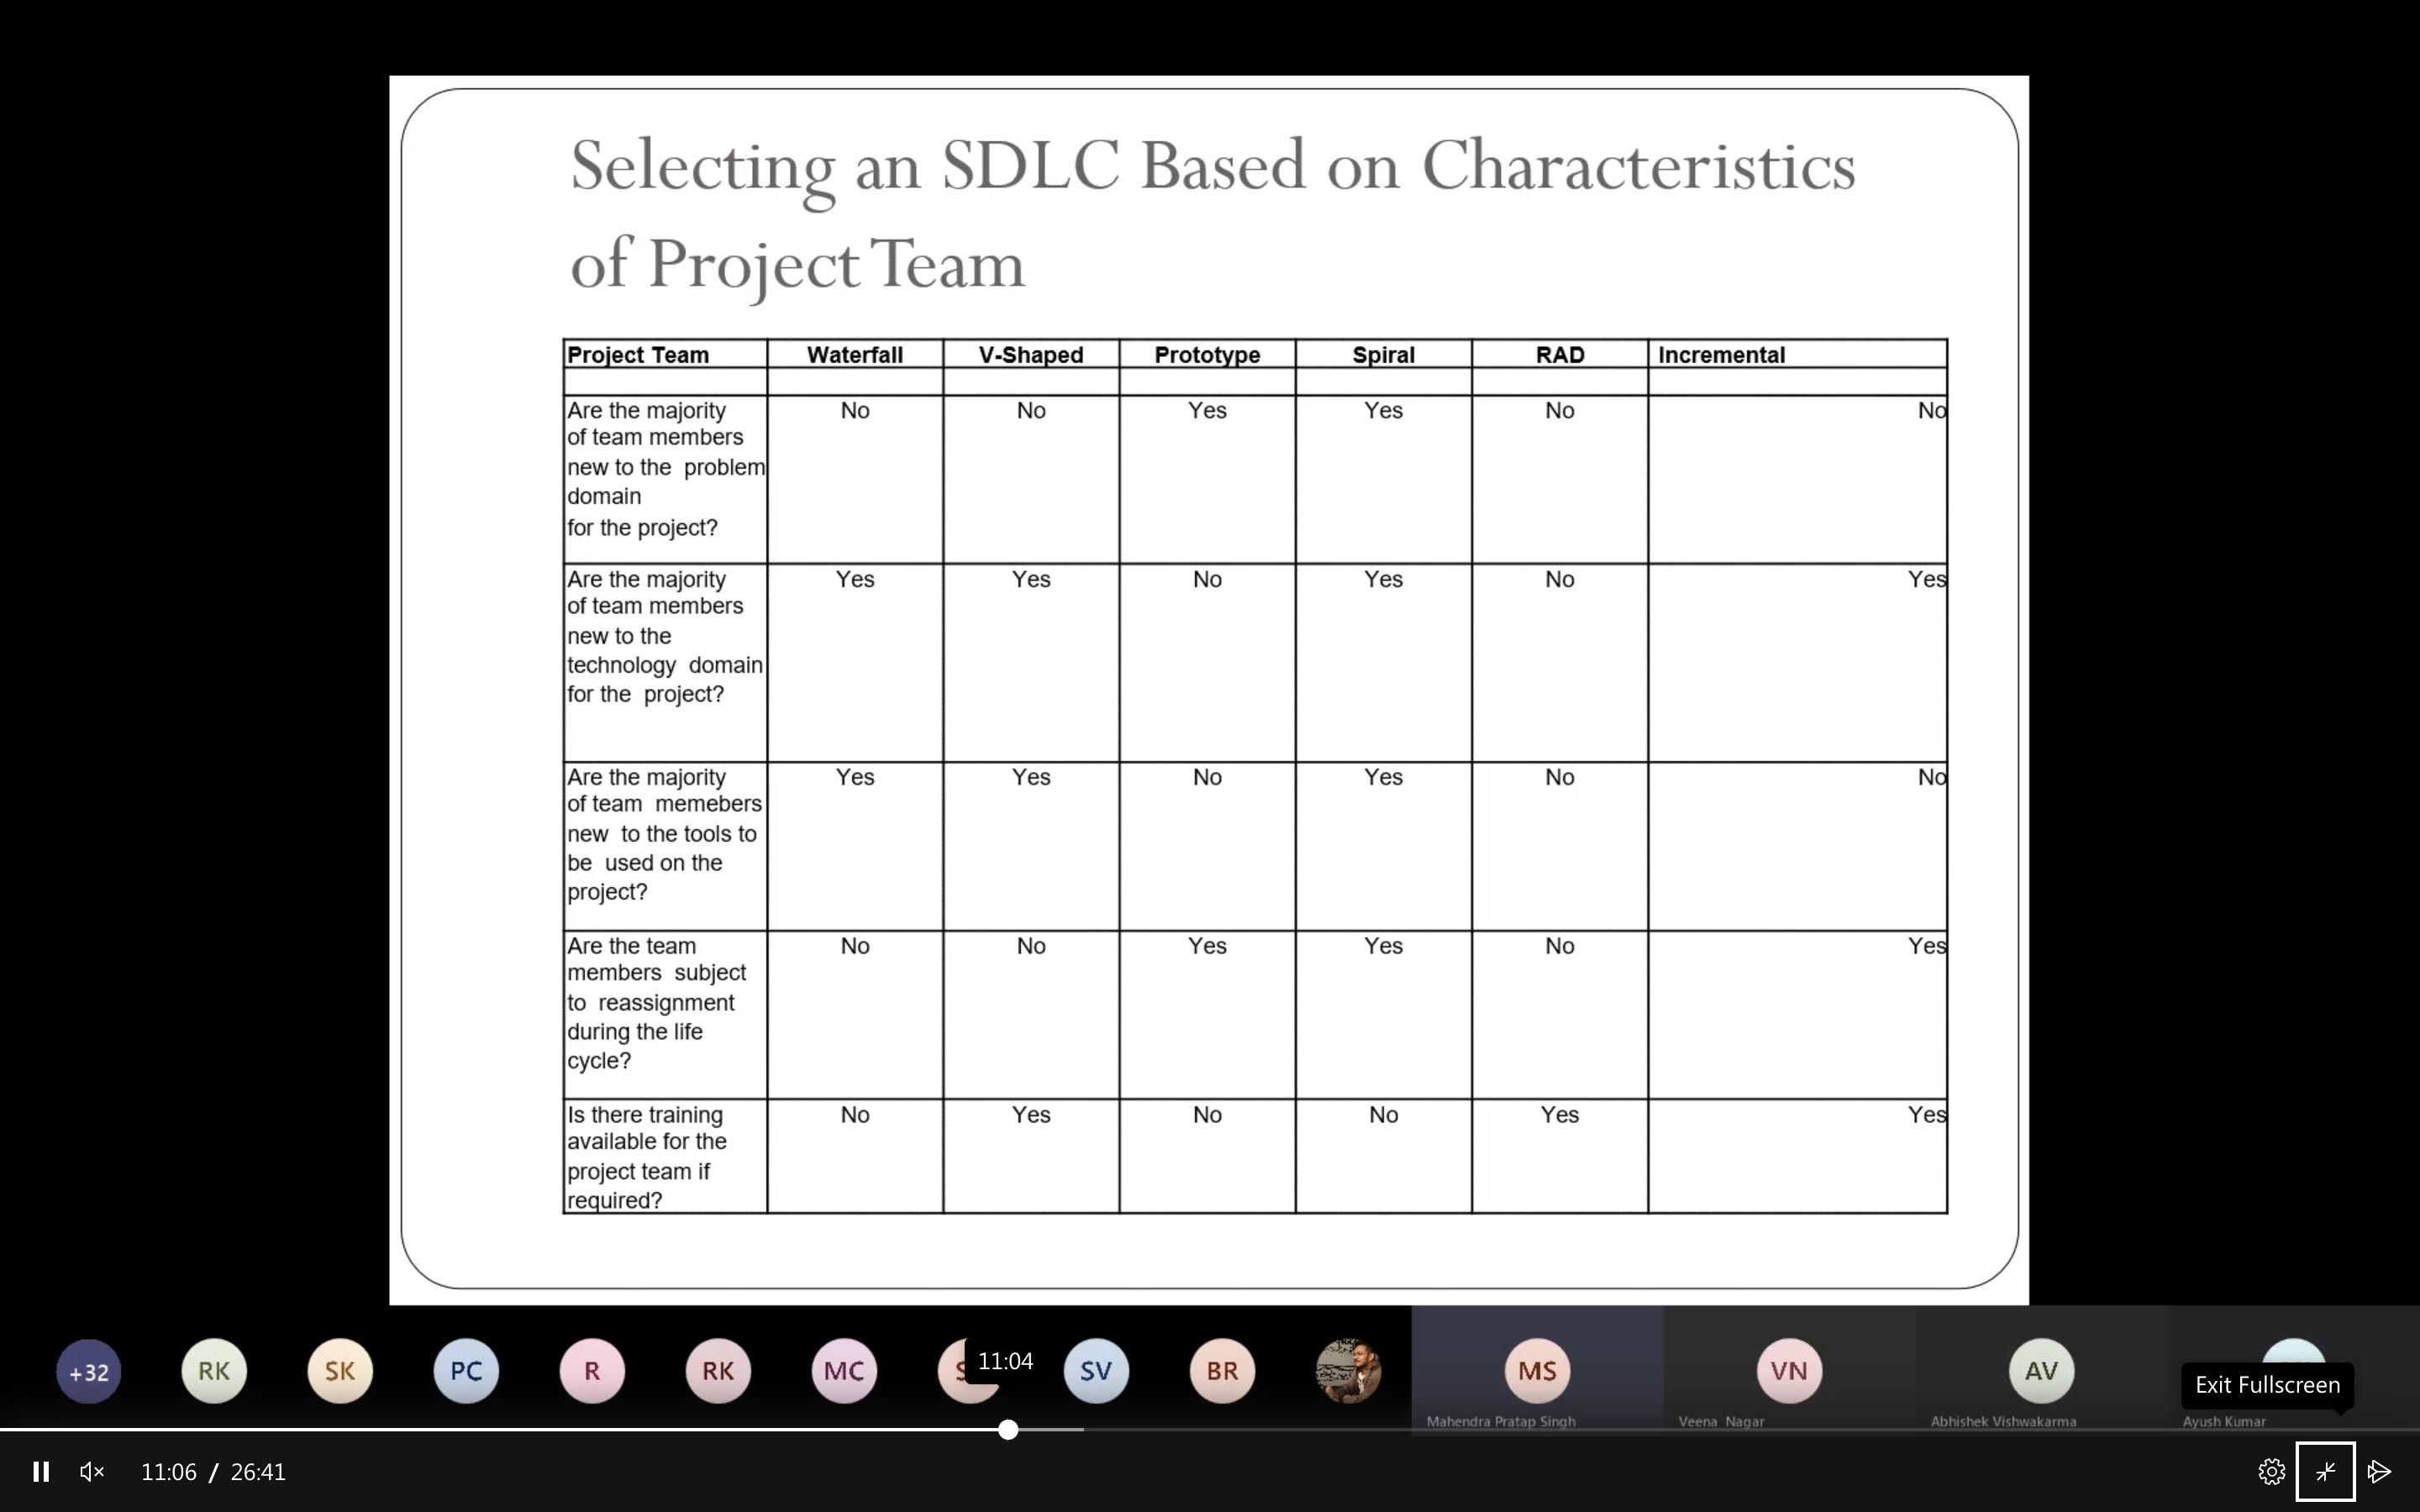 Selecting an SDLC Based on Characteristics
of Project Team
Project Team Waterfall V-Shaped Prototype Spiral RAD Incremental
Are the majority No No Yes Yes No No
of team members
new to the problem
domain
for the project?
Are the majority Yes Yes No Yes No Yes
of team members
new to the
technology domain
for the project?
Are the majority Yes Yes No Yes No No
of team memebers
new to the tools to
be used on the
project?
Are the team No No Yes Yes No Yes
members subject
to reassignment
during the life
cycle?
Is there training No Yes No No Yes Yes
available for the
project team if
required?
+32 RK SK PC R RK MC 11:04 SV BR MS VN AV
Exit Fullscreen
Mahendra Pratap Singh Veena Nagar Abhishek Vishwakarma Ayush Kumar
11:06 / 26:41